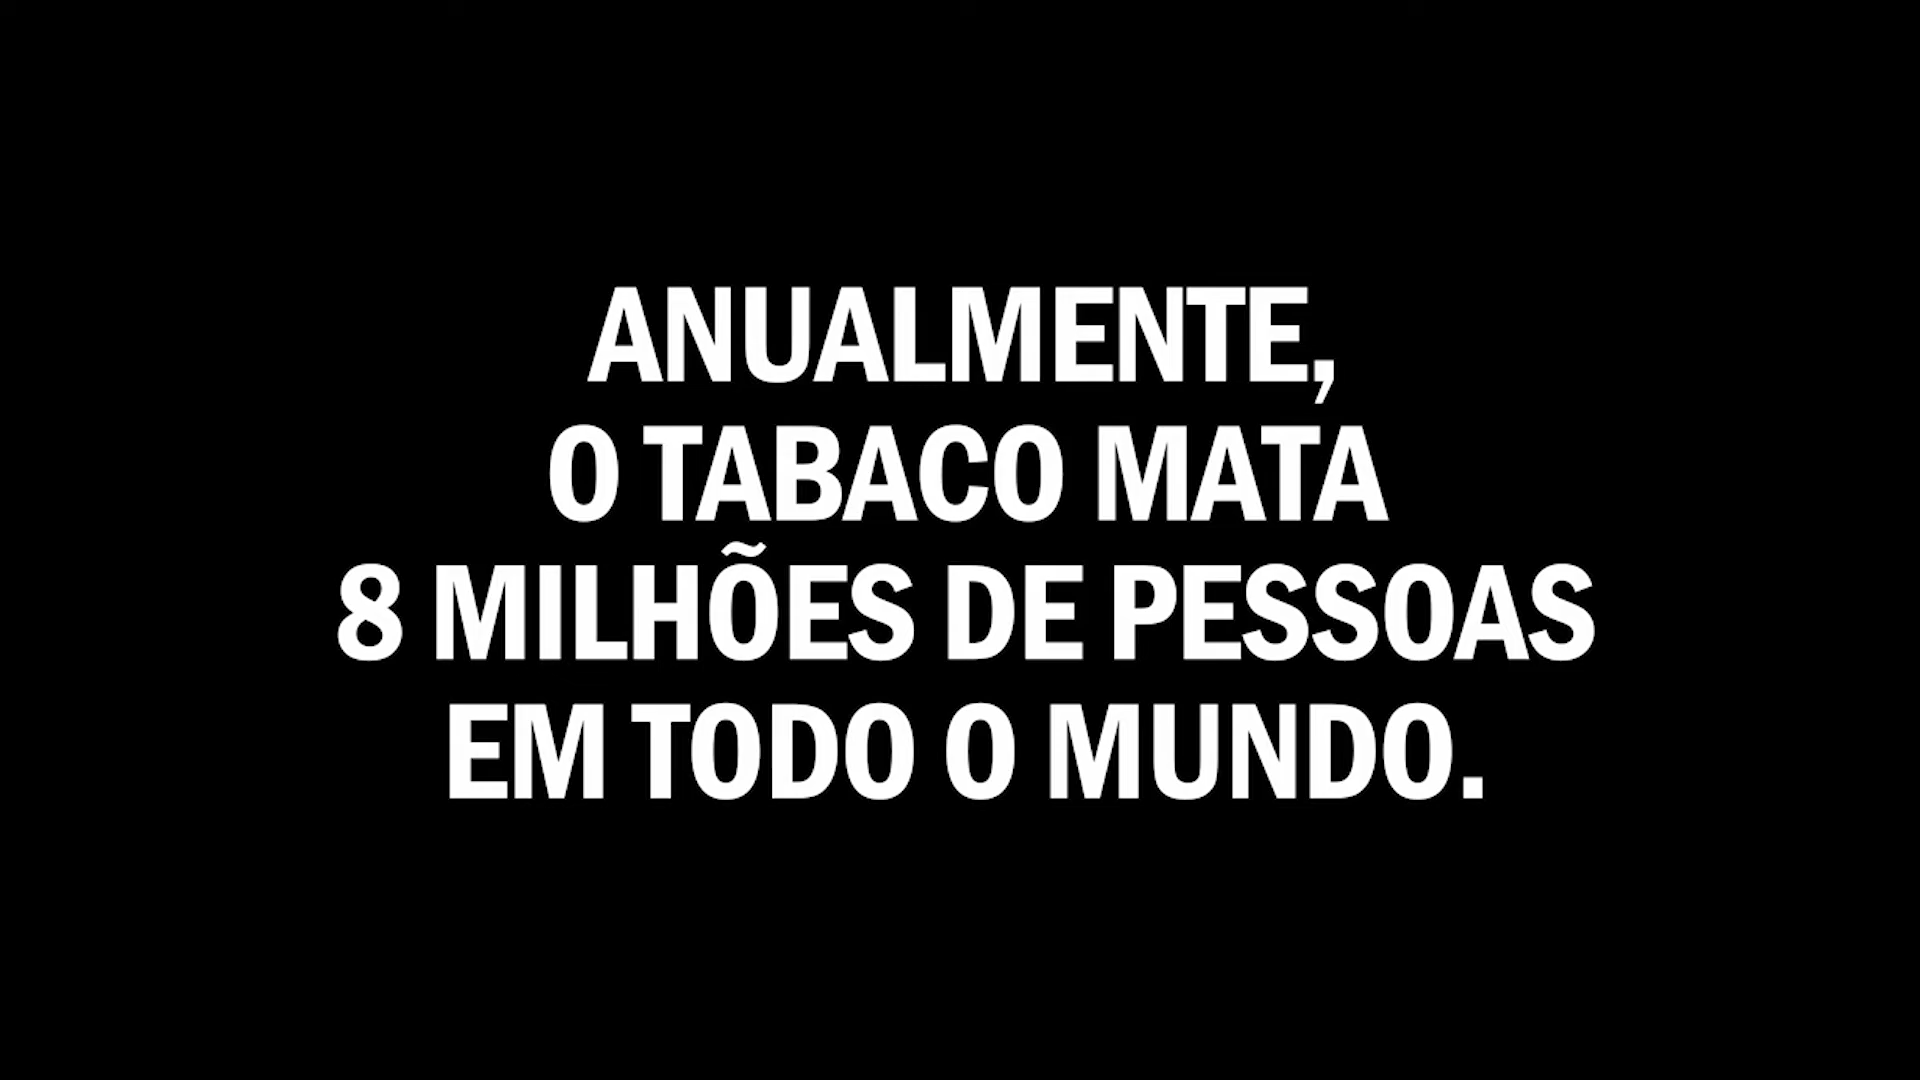 ANUALMENTE,
O TABACO MATA
8 MILHÕES DE PESSOAS
EM TODO O MUNDO.